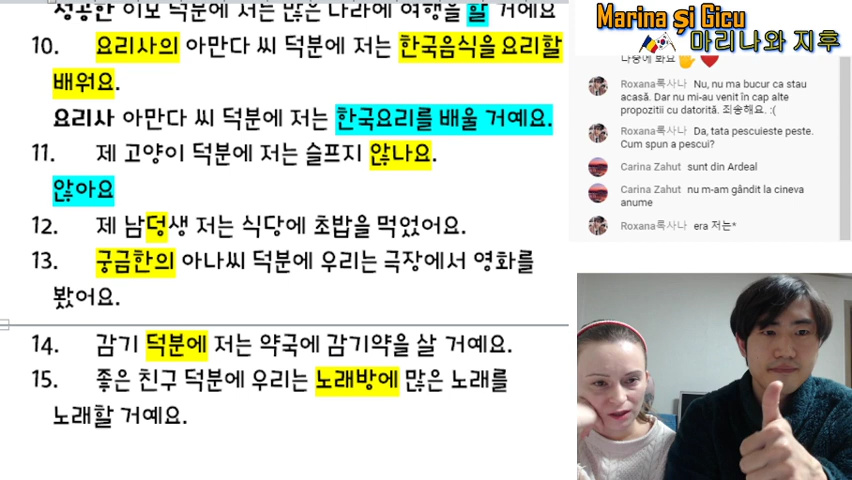 성공한 이모 덕분에 저는 많은 나라에 여행을 할 거예요
10. 요리사의 아만다 씨 덕분에 저는 한국음식을 요리할
배워요.
요리사 아만다 씨 덕분에 저는 한국요리를 배울 거예요.
11. 제 고양이 덕분에 저는 슬프지 않나요.
않아요
12. 제 남덩생 저는 식당에 초밥을 먹었어요.
13. 궁금한의 아나씨 덕분에 우리는 극장에서 영화를
봤어요.
14. 감기 덕분에 저는 약국에 감기약을 살 거예요.
15. 좋은 친구 덕분에 우리는 노래방에 많은 노래를
노래할 거예요.
Marina și Gicu
마리나와 지후
나중에 봐요
Roxana록사나 Nu, nu ma bucur ca stau
acasă. Dar nu mi-au venit în cap alte
propozitii cu datorită. 죄송해요. :(
Roxana록사나 Da, tata pescuieste peste.
Cum spun a pescui?
Carina Zahut sunt din Ardeal
Carina Zahut nu m-am gândit la cineva
anume
Roxana록사나 era 저는*